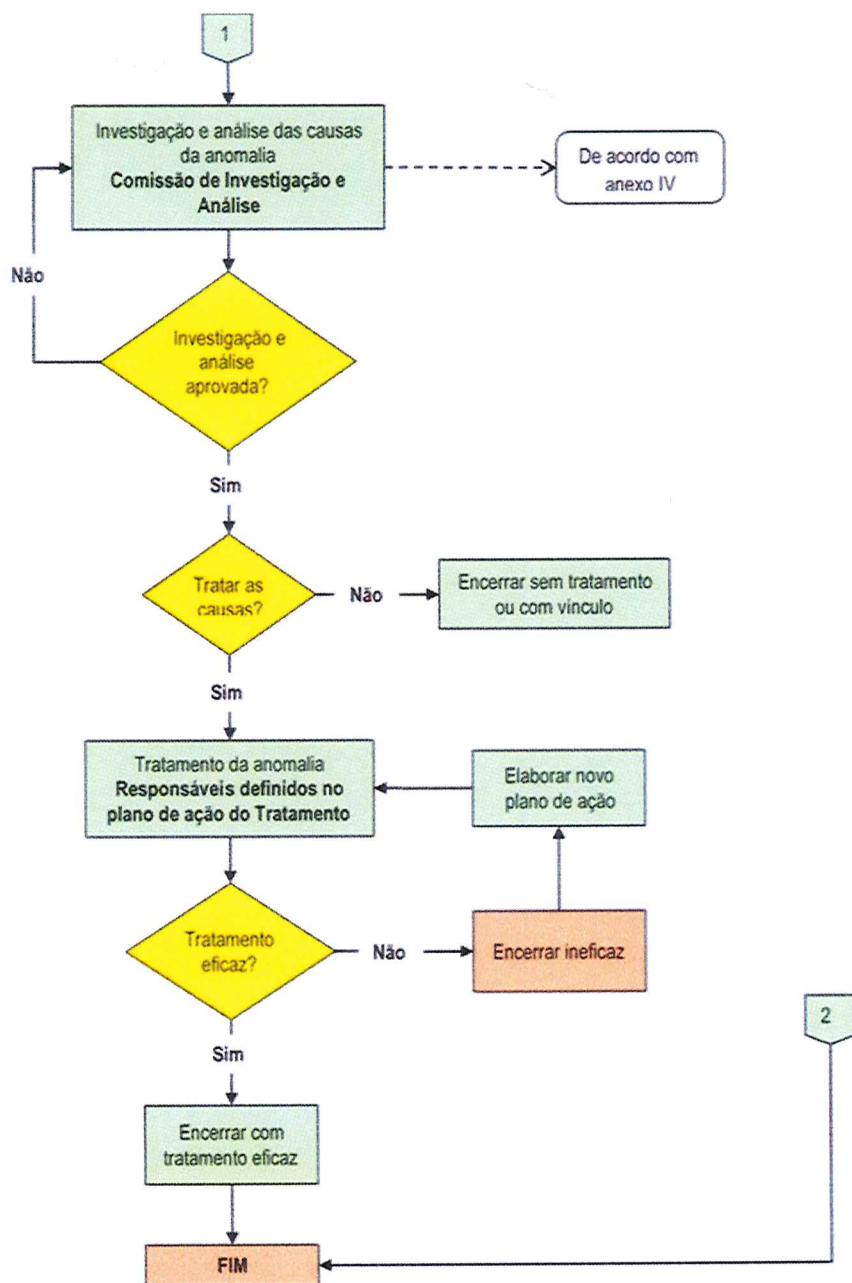 1
Investigação e análise das causas
da anomalia
Comissão de Investigação e
Análise
De acordo com
anexo IV
Não
Investigação e
análise
aprovada?
Sim
Tratar as
causas?
Não
Encerrar sem tratamento
ou com vínculo
Sim
Tratamento da anomalia
Responsáveis definidos no
plano de ação do Tratamento
Elaborar novo
plano de ação
Tratamento
eficaz?
Não
Encerrar ineficaz
2
Sim
Encerrar com
tratamento eficaz
FIM